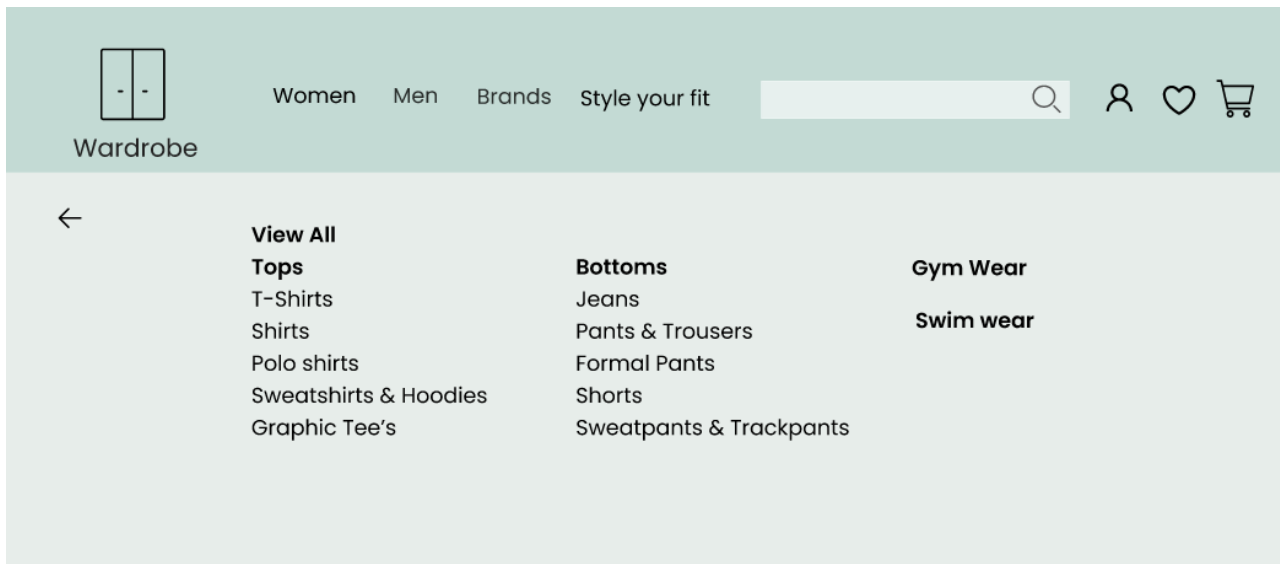 Wardrobe
Women
Men
Brands
Style your fit
View All
Tops
T-Shirts
Shirts
Polo shirts
Sweatshirts & Hoodies
Graphic Tee’s
Bottoms
Jeans
Pants & Trousers
Formal Pants
Shorts
Sweatpants & Trackpants
Gym Wear
Swim wear